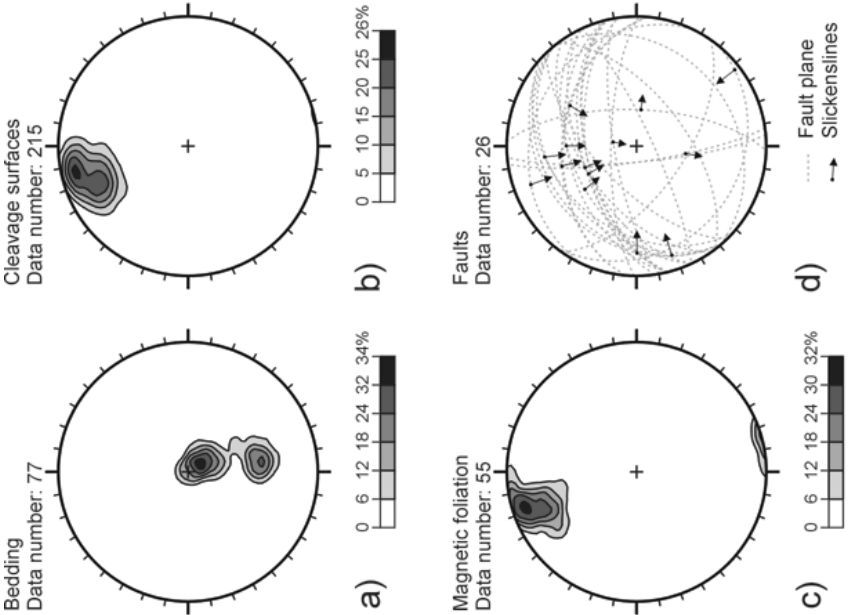 Bedding
Data number: 77
a)
0 6 12 18 24 32 34%
Cleavage surfaces
Data number: 215
b)
0 5 10 15 20 25 26%
Magnetic foliation
Data number: 55
c)
0 6 12 18 24 30 32%
Faults
Data number: 26
d)
Fault plane
Slickenslines